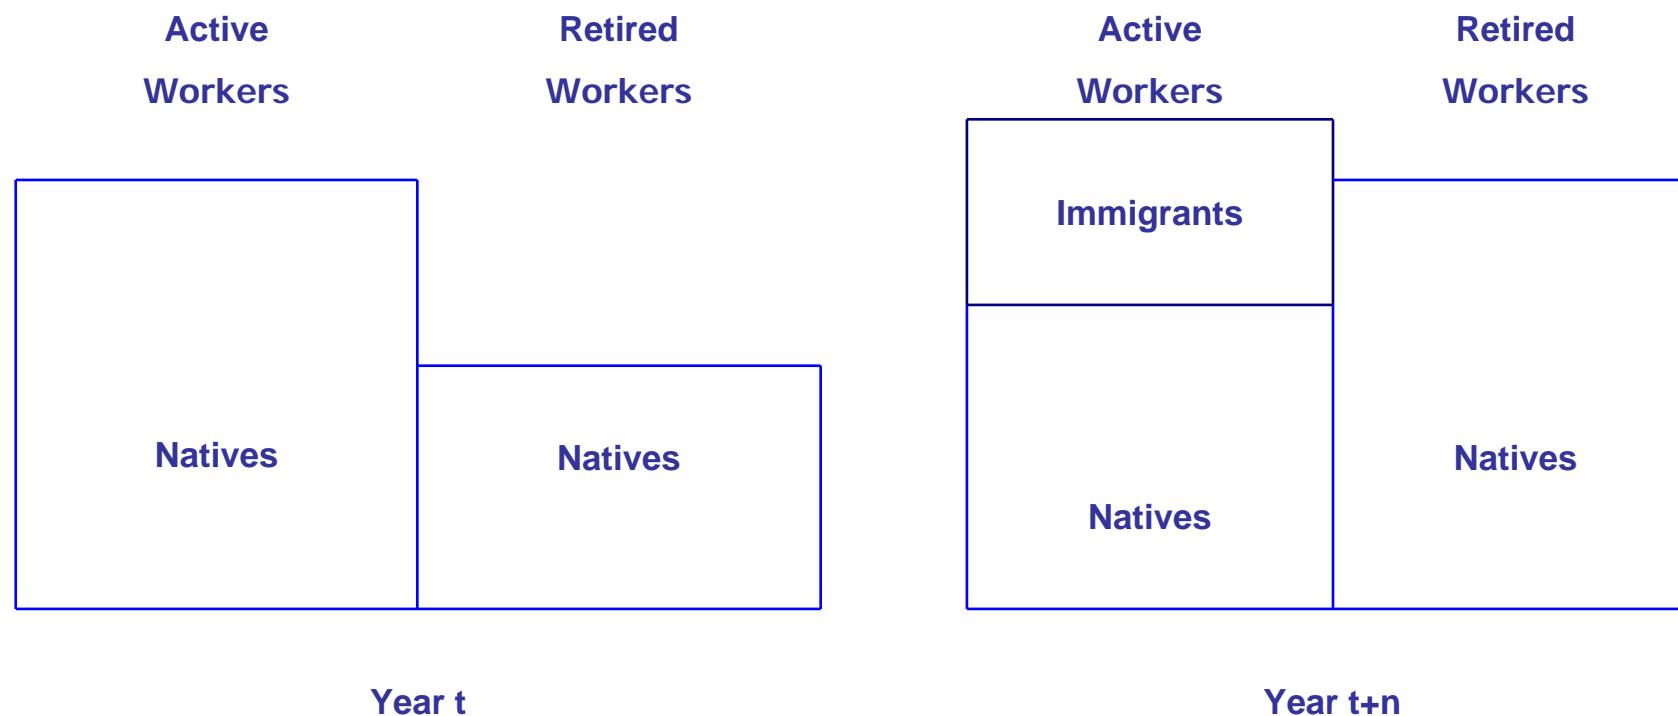 Active
Workers
Retired
Workers
Active
Workers
Retired
Workers
Natives
Natives
Immigrants
Natives
Natives
Year t
Year t+n